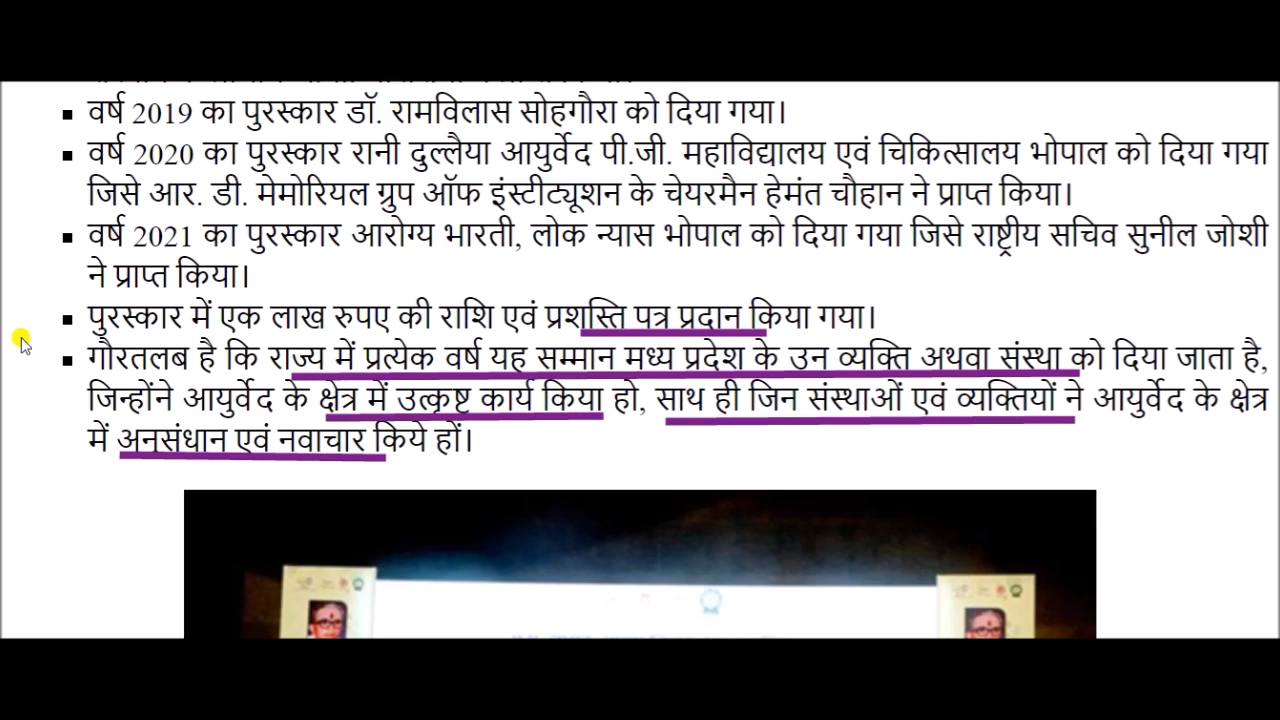 वर्ष 2019 का पुरस्कार डॉ. रामविलास सोहगौरा को दिया गया।
वर्ष 2020 का पुरस्कार रानी दुल्लैया आयुर्वेद पी.जी. महाविद्यालय एवं चिकित्सालय भोपाल को दिया गया
जिसे आर. डी. मेमोरियल ग्रुप ऑफ इंस्टीट्यूशन के चेयरमैन हेमंत चौहान ने प्राप्त किया।
वर्ष 2021 का पुरस्कार आरोग्य भारती, लोक न्यास भोपाल को दिया गया जिसे राष्ट्रीय सचिव सुनील जोशी
ने प्राप्त किया।
पुरस्कार में एक लाख रुपए की राशि एवं प्रशस्ति पत्र प्रदान किया गया।
गौरतलब है कि राज्य में प्रत्येक वर्ष यह सम्मान मध्य प्रदेश के उन व्यक्ति अथवा संस्था को दिया जाता है,
जिन्होंने आयुर्वेद के क्षेत्र में उत्कृष्ट कार्य किया हो, साथ ही जिन संस्थाओं एवं व्यक्तियों ने आयुर्वेद के क्षेत्र
में अनुसंधान एवं नवाचार किये हों।